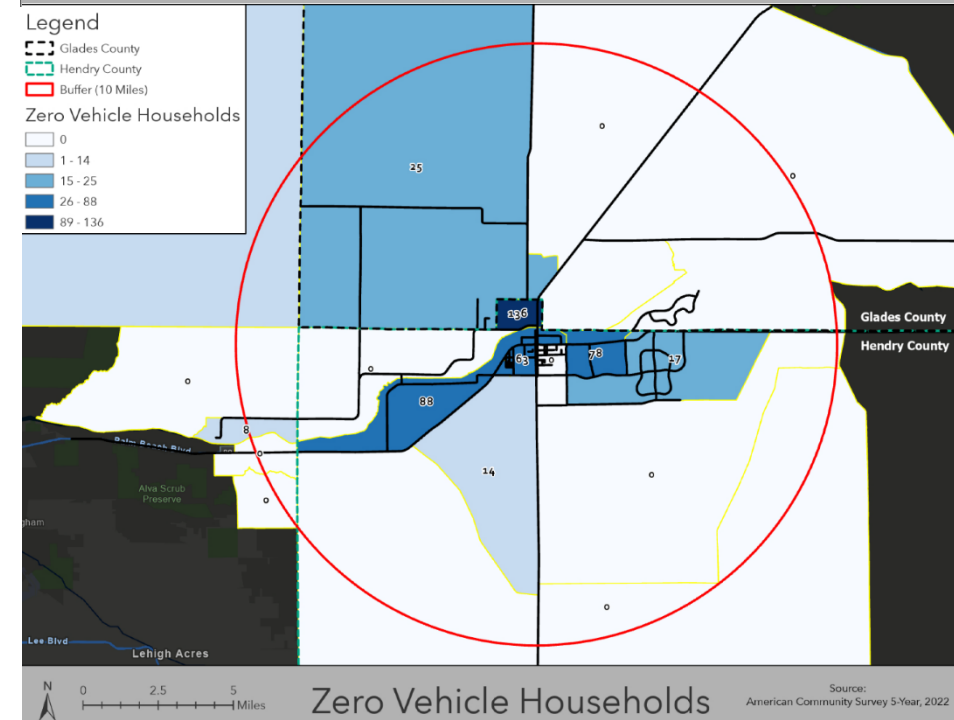 Legend
Glades County
Hendry County
Buffer (10 Miles)
Zero Vehicle Households
0
1 - 14
15 - 25
26 - 88
89 - 136
0
25
0
136
Glades County
Hendry County
63
0
78
17
0
0
88
8
Palm Beach Blvd
0
14
0
Alva Scrub
Preserve
0
gham
0
Lee Blvd
Lehigh Acres
N
0 2.5 5
Miles
Zero Vehicle Households
Source:
American Community Survey 5-Year, 2022